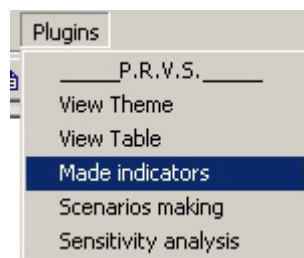 Plugins
_____P.R.V.S._____
View Theme
View Table
Made indicators
Scenarios making
Sensitivity analysis